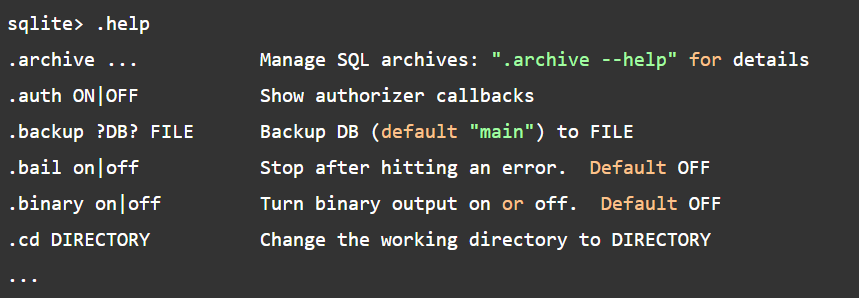 sqlite> .help
.archive ...             Manage SQL archives: ".archive --help" for details
.auth ON|OFF             Show authorizer callbacks
.backup ?DB? FILE        Backup DB (default "main") to FILE
.bail on|off             Stop after hitting an error.  Default OFF
.binary on|off           Turn binary output on or off.  Default OFF
.cd DIRECTORY            Change the working directory to DIRECTORY
...